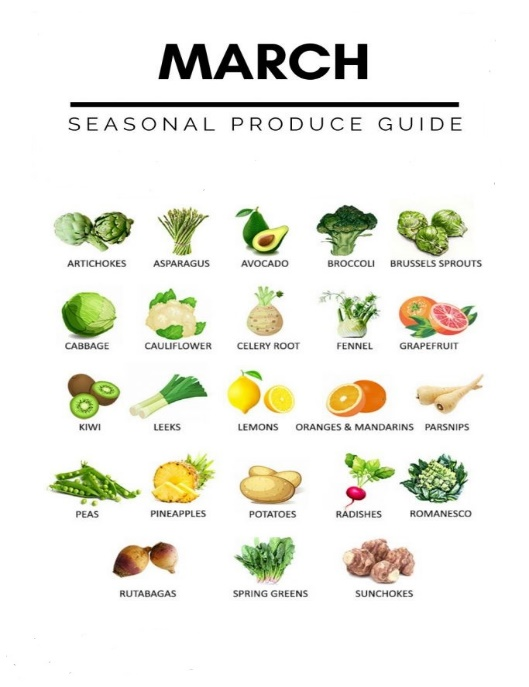 MARCH
SEASONAL PRODUCE GUIDE
ARTICHOKES ASPARAGUS AVOCADO BROCCOLI BRUSSELS SPROUTS
CABBAGE CAULIFLOWER CELERY ROOT FENNEL GRAPEFRUIT
KIWI LEEKS LEMONS ORANGES & MANDARINS PARSNIPS
PEAS PINEAPPLES POTATOES RADISHES ROMANESCO
RUTABAGAS SPRING GREENS SUNCHOKES